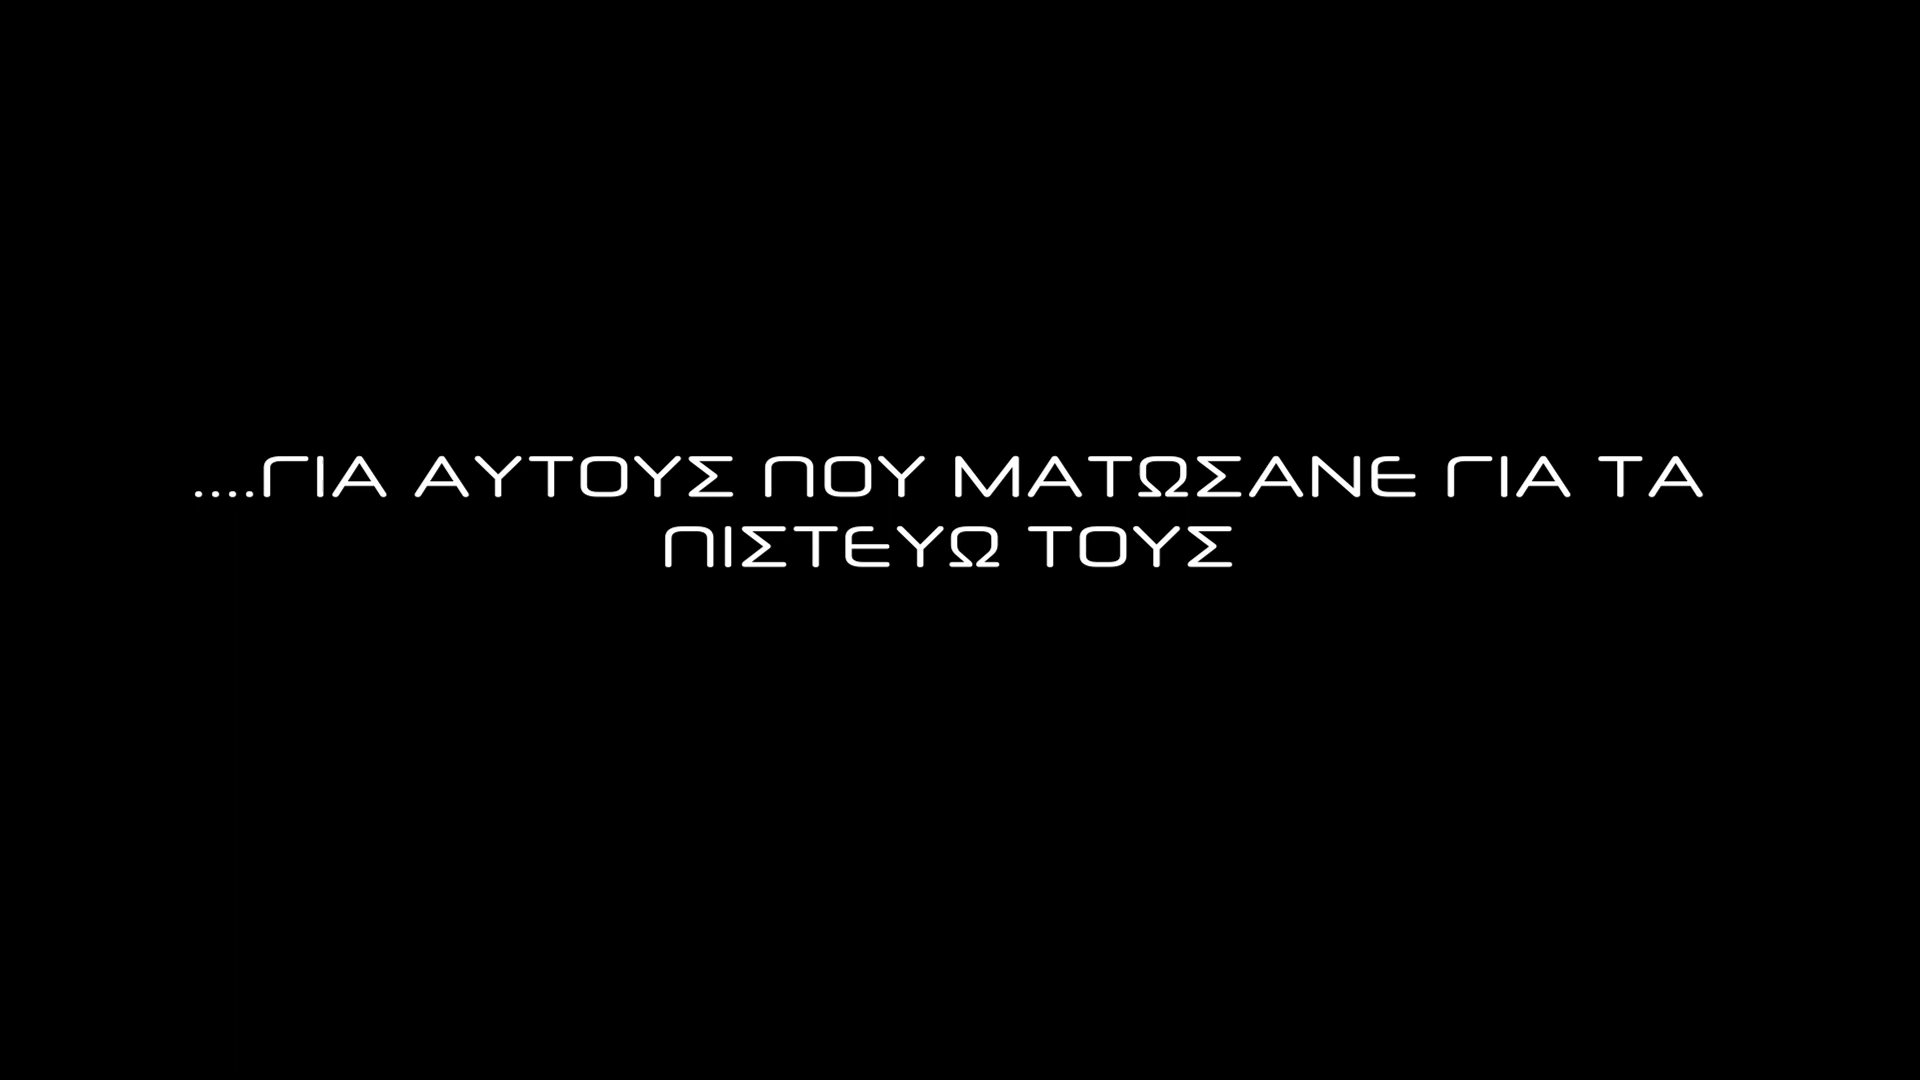 ....ΓΙΑ ΑΥΤΟΥΣ ΠΟΥ ΜΑΤΩΣΑΝΕ ΓΙΑ ΤΑ
ΠΙΣΤΕΥΩ ΤΟΥΣ